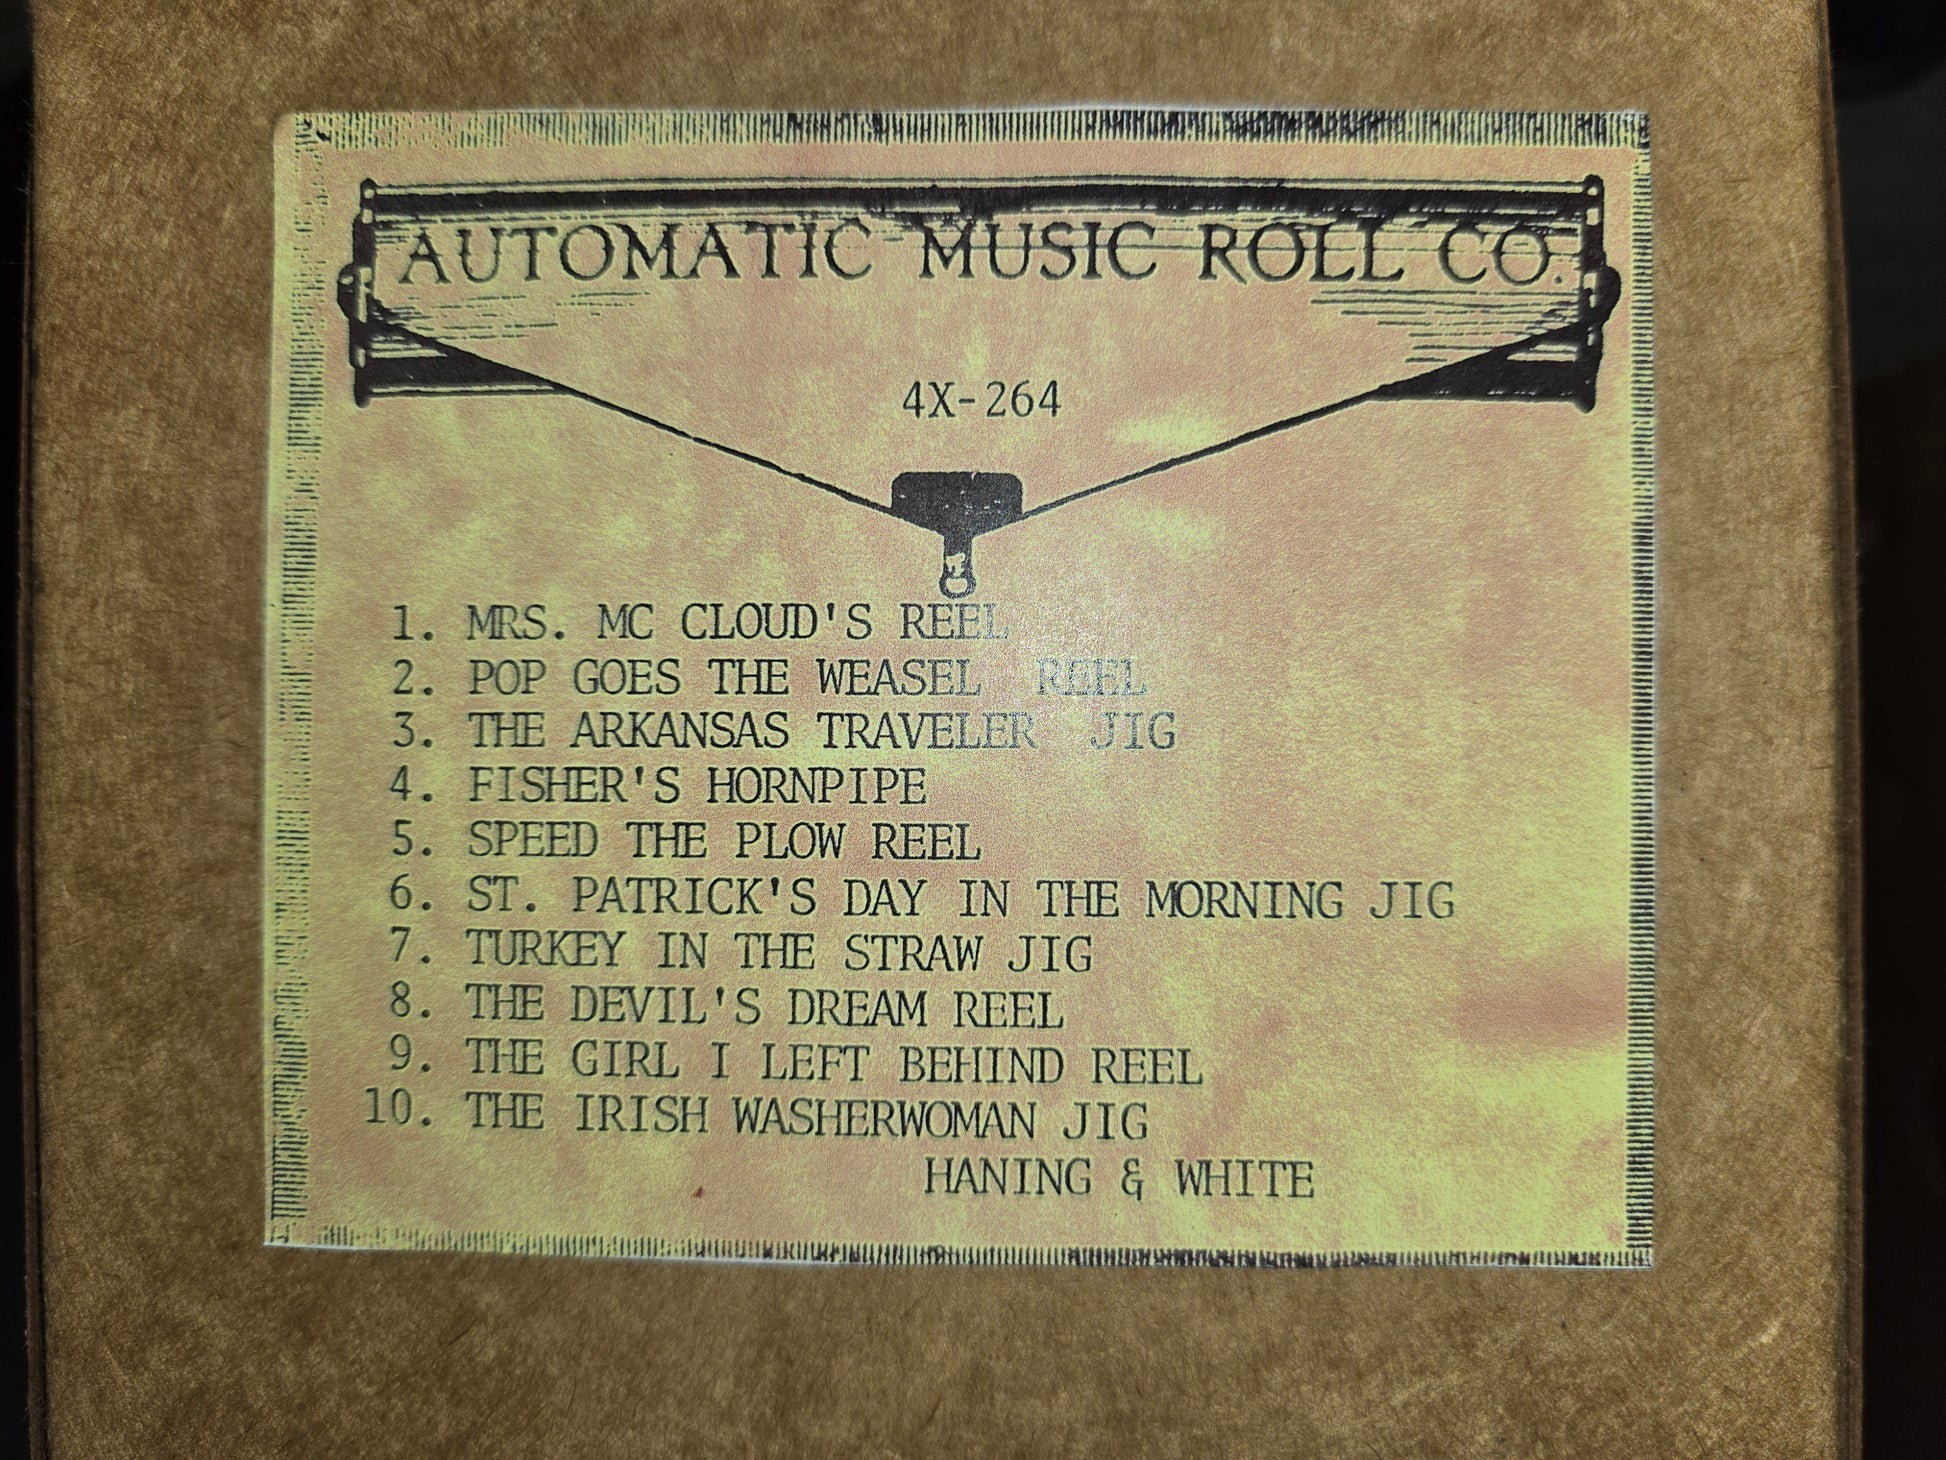 AUTOMATIC MUSIC ROLL CO.
4X-264
1. MRS. MC CLOUD'S REEL
2. POP GOES THE WEASEL REEL
3. THE ARKANSAS TRAVELER JIG
4. FISHER'S HORNPIPE
5. SPEED THE PLOW REEL
6. ST. PATRICK'S DAY IN THE MORNING JIG
7. TURKEY IN THE STRAW JIG
8. THE DEVIL'S DREAM REEL
9. THE GIRL I LEFT BEHIND REEL
10. THE IRISH WASHERWOMAN JIG
HANING & WHITE